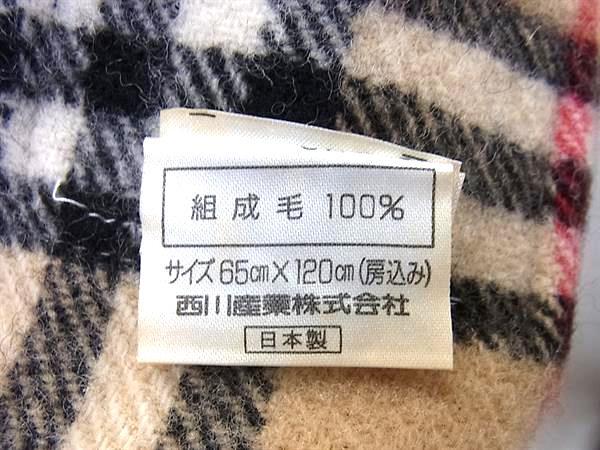 組成毛 100%
サイズ 65㎝×120㎝(房込み)
西川産業株式会社
日本製